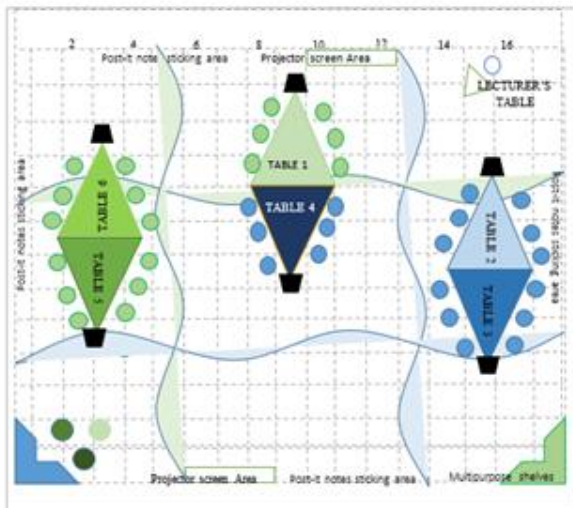 2 4 8 10 14 16
Post-it note sticking area
Projector screen Area
LECTURER'S
TABLE
TABLE 1
TABLE 4
TABLE 6
TABLE 5
TABLE 2
TABLE 3
Post-it notes sticking area
Post-it notes sticking area
Projector screen Area
Post-it notes sticking area
Multipurpose shelves